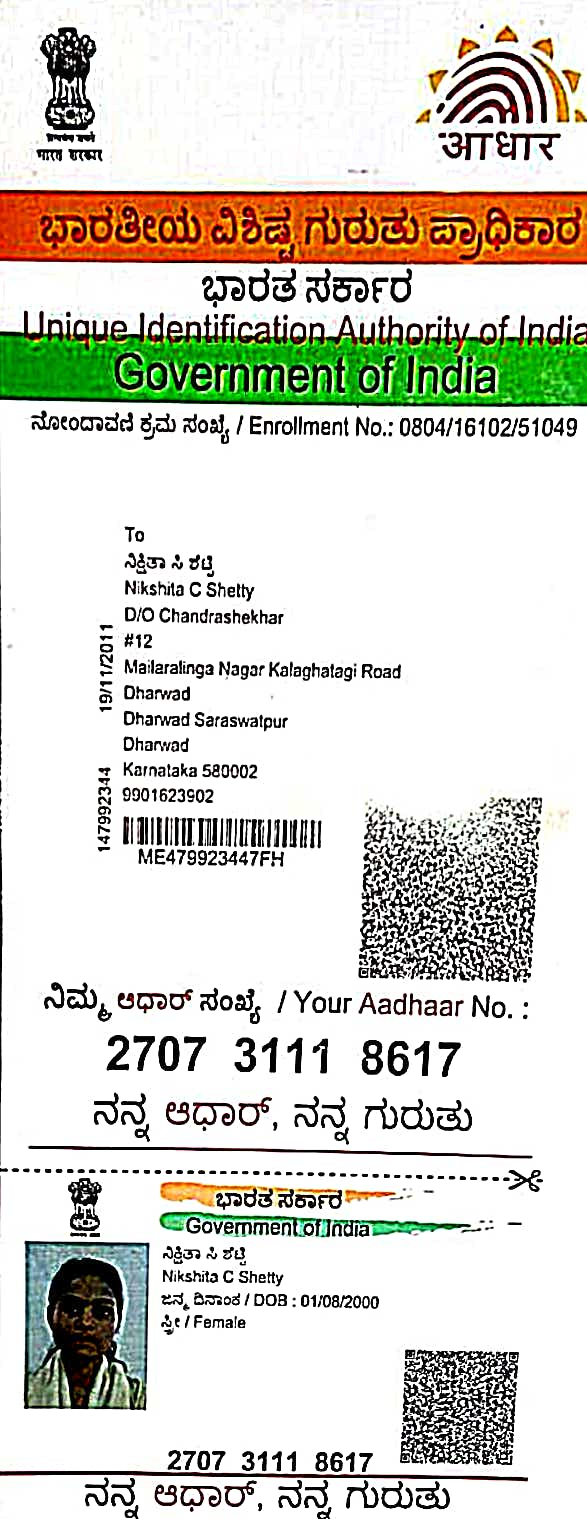 भारत सरकार
आधार
ಭಾರತೀಯ ವಿಶಿಷ್ಟ ಗುರುತು ಪ್ರಾಧಿಕಾರ
ಭಾರತ ಸರ್ಕಾರ
Unique Identification Authority of India
Government of India
ನೋಂದಾವಣಿ ಕ್ರಮ ಸಂಖ್ಯೆ / Enrollment No.: 0804/16102/51049
To
ನಿಕ್ಷಿತಾ ಸಿ ಶೆಟ್ಟಿ
Nikshita C Shetty
D/O Chandrashekhar
#12
Mailaralinga Nagar Kalaghatagi Road
Dharwad
Dharwad Saraswatpur
Dharwad
Karnataka 580002
9901623902
19/11/2011
147992344
ME479923447FH
ನಿಮ್ಮ ಆಧಾರ್ ಸಂಖ್ಯೆ / Your Aadhaar No. :
2707 3111 8617
ನನ್ನ ಆಧಾರ್, ನನ್ನ ಗುರುತು
ಭಾರತ ಸರ್ಕಾರ
Government of India
ನಿಕ್ಷಿತಾ ಸಿ ಶೆಟ್ಟಿ
Nikshita C Shetty
ಜನ್ಮ ದಿನಾಂಕ / DOB : 01/08/2000
ಸ್ತ್ರೀ / Female
2707 3111 8617
ನನ್ನ ಆಧಾರ್, ನನ್ನ ಗುರುತು